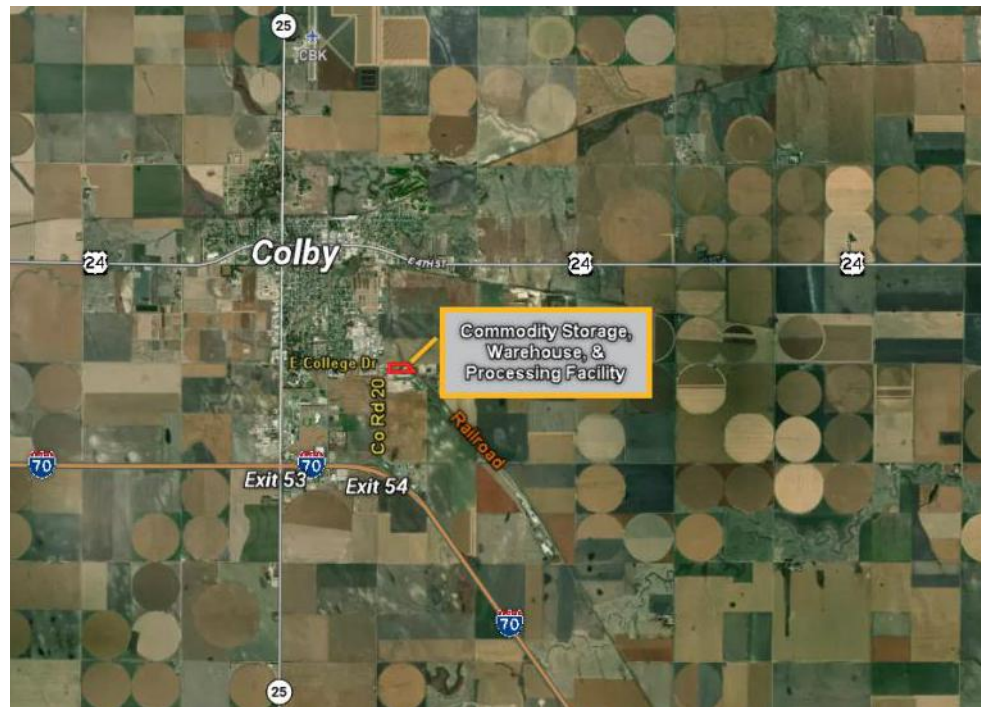 25
CBK
24
Colby
E 4TH ST
24
24
Commodity Storage,
Warehouse, &
Processing Facility
E College Dr
Co Rd 20
Railroad
70
70
Exit 53
Exit 54
70
25